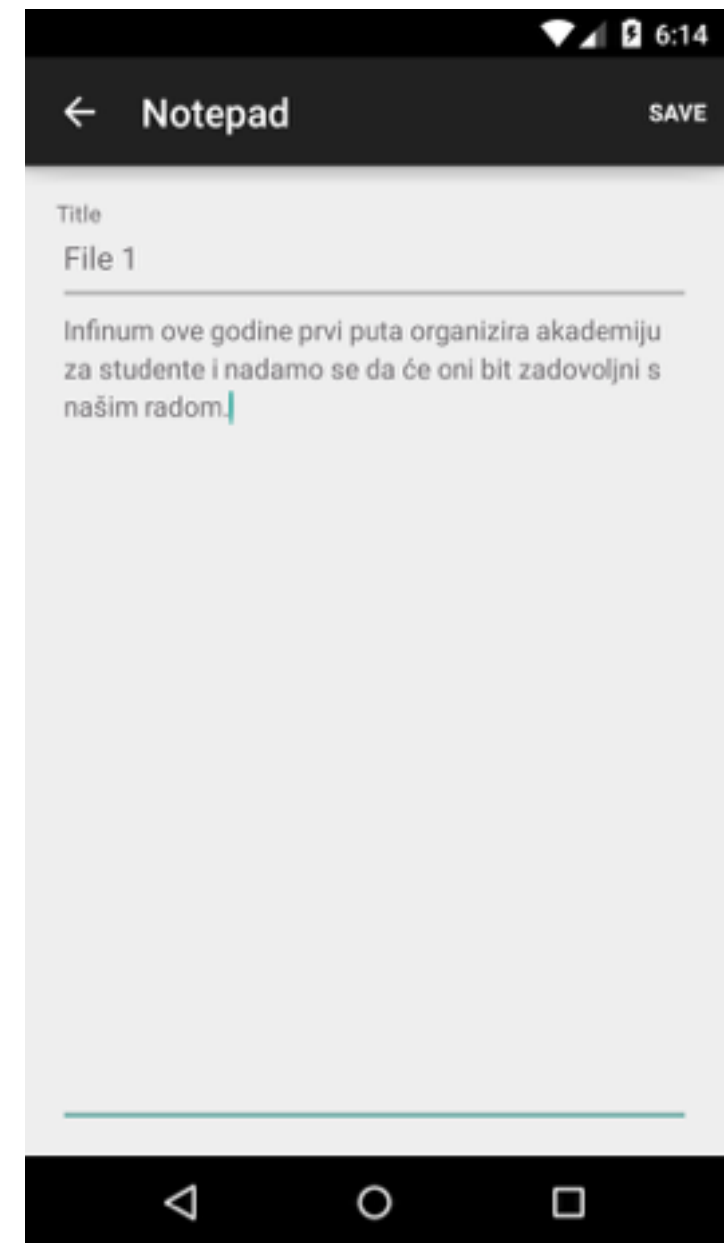 6:14
Notepad
SAVE
Title
File 1
Infinum ove godine prvi puta organizira akademiju
za studente i nadamo se da će oni bit zadovoljni s
našim radom.